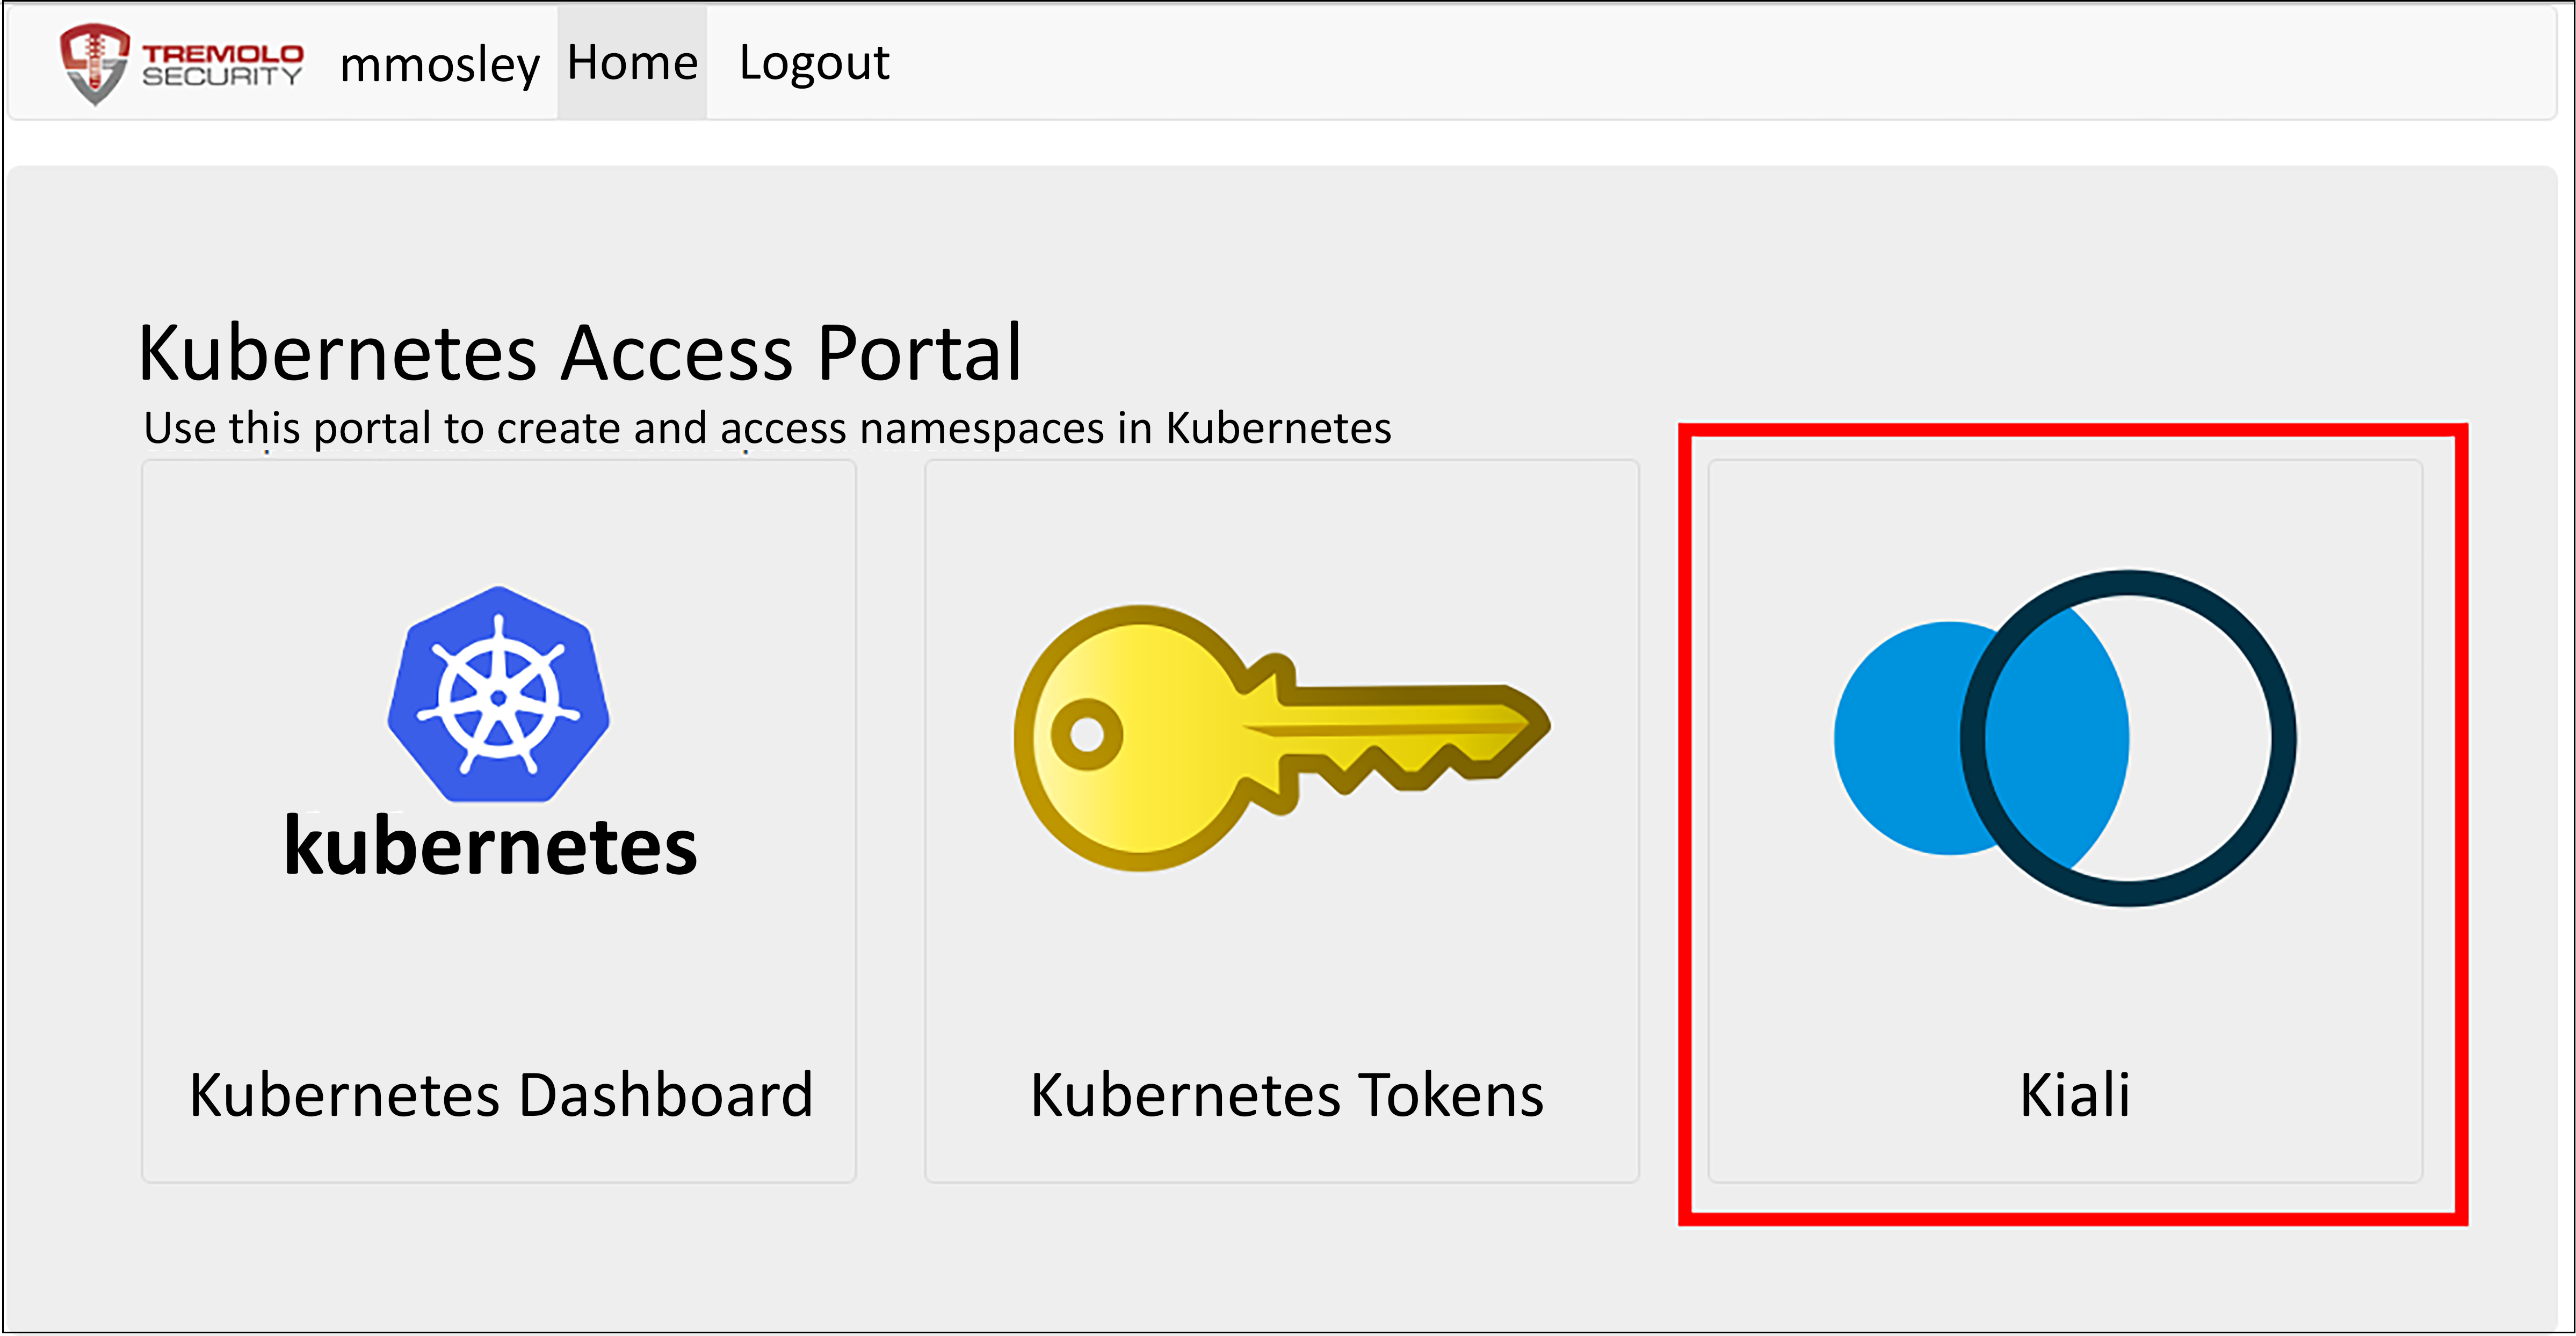 TREMOLO
SECURITY
mmosley Home Logout
Kubernetes Access Portal
Use this portal to create and access namespaces in Kubernetes
kubernetes
Kubernetes Dashboard
Kubernetes Tokens
Kiali